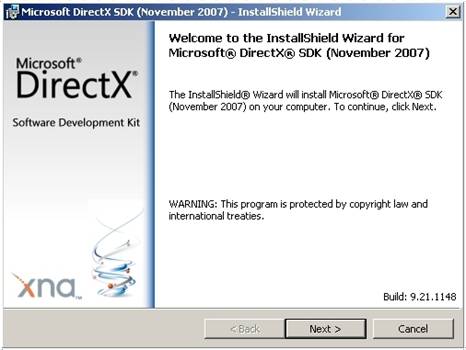 Microsoft DirectX SDK (November 2007) - InstallShield Wizard
Microsoft®
DirectX®
Software Development Kit
xna™
Welcome to the InstallShield Wizard for
Microsoft® DirectX® SDK (November 2007)
The InstallShield® Wizard will install Microsoft® DirectX® SDK
(November 2007) on your computer. To continue, click Next.
WARNING: This program is protected by copyright law and
international treaties.
Build: 9.21.1148
< Back
Next >
Cancel